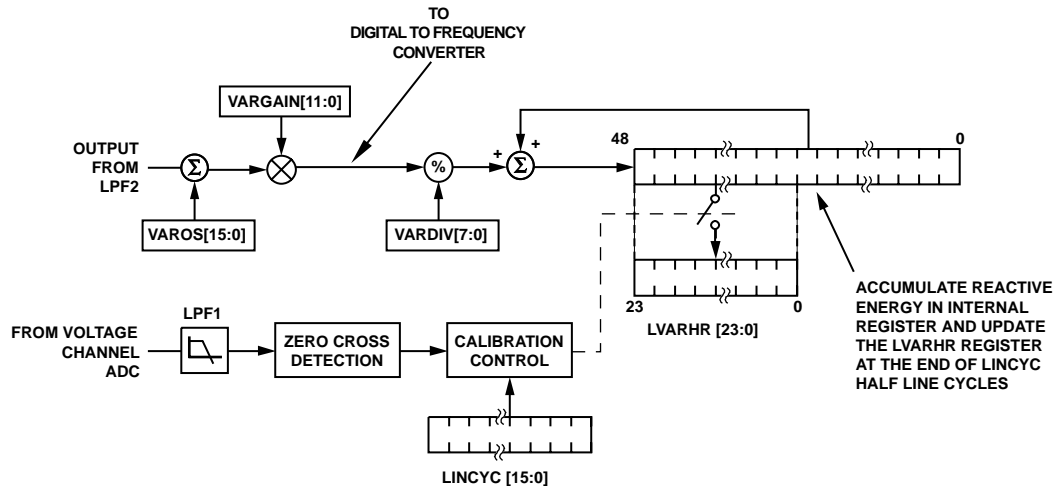 TO
DIGITAL TO FREQUENCY
CONVERTER
VARGAIN[11:0]
OUTPUT
FROM
LPF2
Σ
%
+
Σ
+
48
0
VAROS[15:0]
VARDIV[7:0]
23
0
LVARHR [23:0]
ACCUMULATE REACTIVE
ENERGY IN INTERNAL
REGISTER AND UPDATE
THE LVARHR REGISTER
AT THE END OF LINCYC
HALF LINE CYCLES
FROM VOLTAGE
CHANNEL
ADC
LPF1
ZERO CROSS
DETECTION
CALIBRATION
CONTROL
LINCYC [15:0]